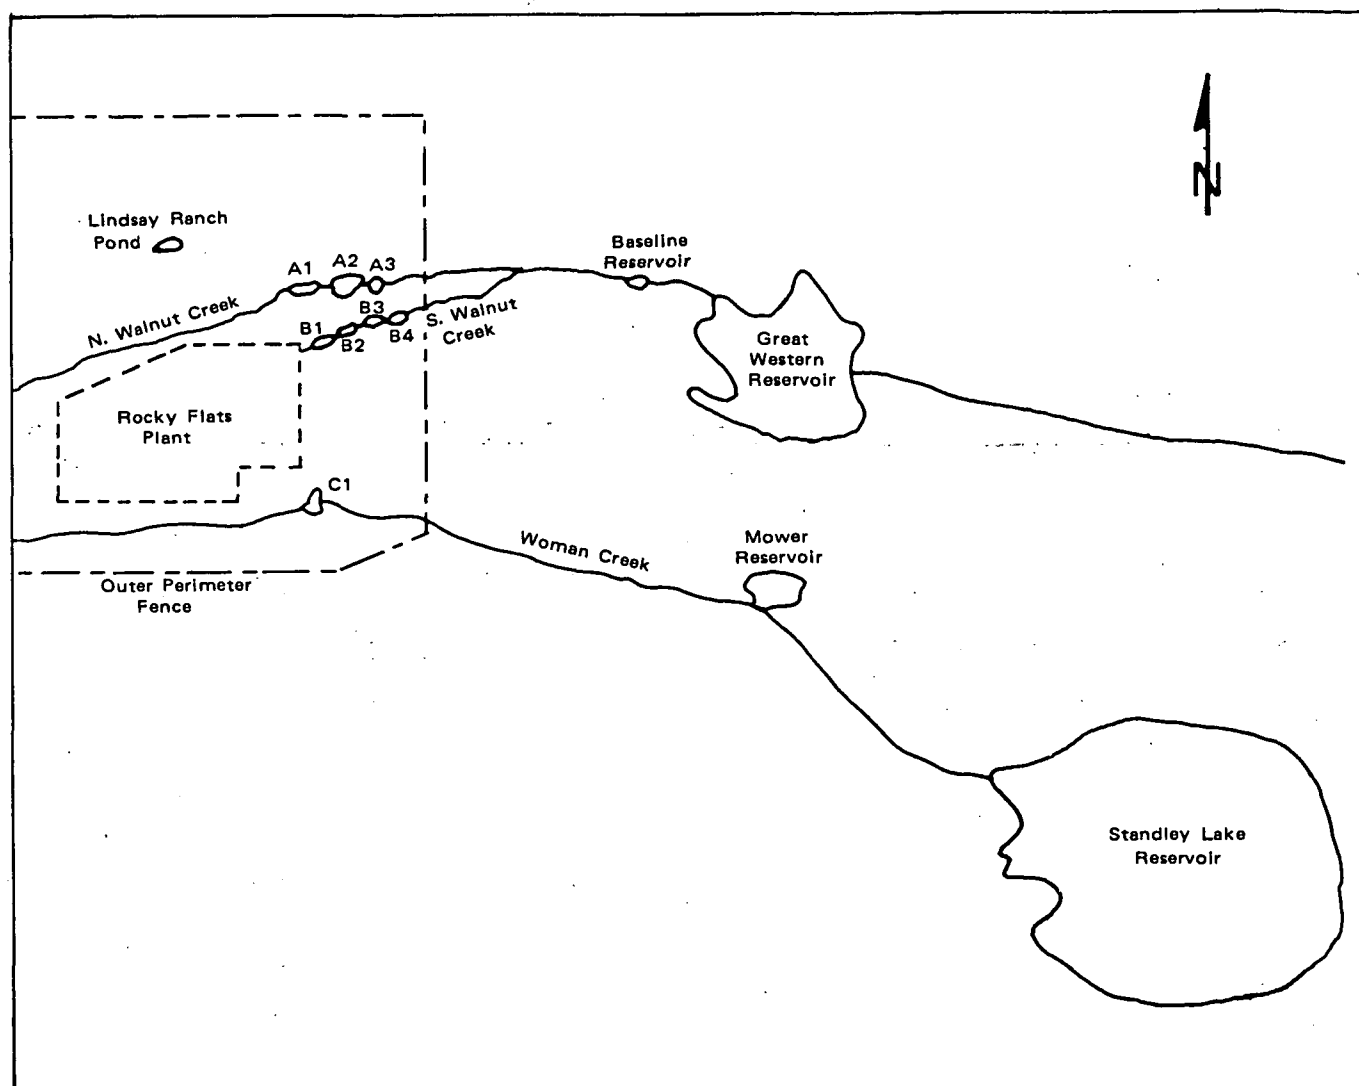 N
Lindsay Ranch
Pond
Baseline
Reservoir
A1
A2
A3
N. Walnut Creek
B1
B2
B3
B4
S. Walnut
Creek
Great
Western
Reservoir
Rocky Flats
Plant
C1
Woman Creek
Mower
Reservoir
Outer Perimeter
Fence
Standley Lake
Reservoir